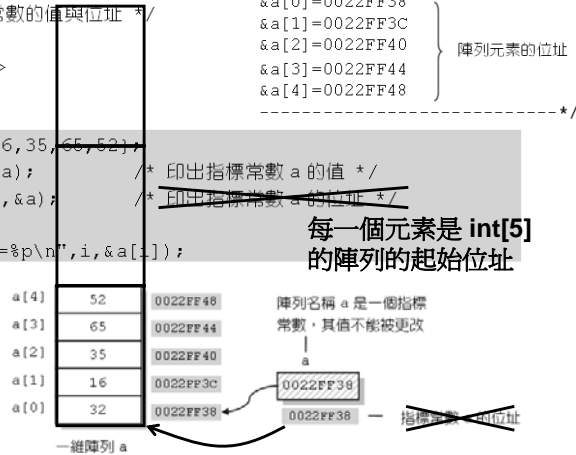 數的值與位址 */
&a[0]=0022FF38
&a[1]=0022FF3C
&a[2]=0022FF40
&a[3]=0022FF44
&a[4]=0022FF48
陣列元素的位址
>
---------------------------*/
6,35,65,52};
a); /* 印出指標常數 a 的值 */
,&a); /* 印出指標常數 a 的位址 */
每一個元素是 int[5]
的陣列的起始位址
=%p\n",i,&a[i]);
a[4] 52 0022FF48
a[3] 65 0022FF44
a[2] 35 0022FF40
a[1] 16 0022FF3C
a[0] 32 0022FF38
陣列名稱 a 是一個指標
常數，其值不能被更改
a
0022FF38
0022FF38 — 指標常數 a 的位址
一維陣列 a